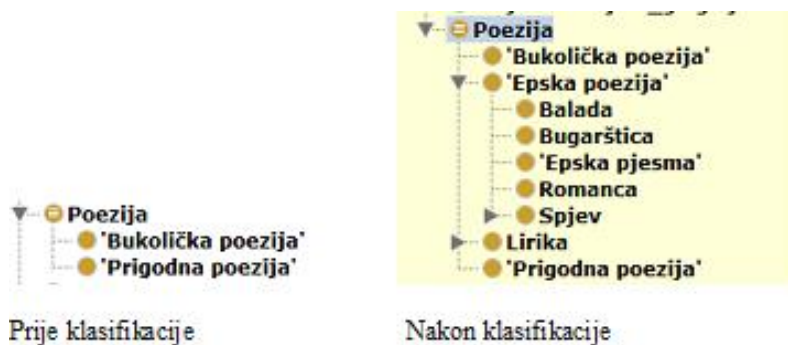 Poezija
'Bukolička poezija'
'Prigodna poezija'
Prije klasifikacije
Poezija
'Bukolička poezija'
'Epska poezija'
Balada
Bugarštica
'Epska pjesma'
Romanca
Spjev
Lirika
'Prigodna poezija'
Nakon klasifikacije